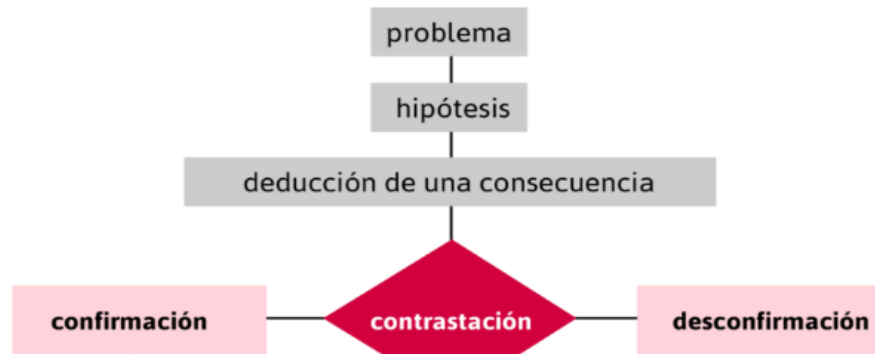 problema
hipótesis
deducción de una consecuencia
confirmación
contrastación
desconfirmación